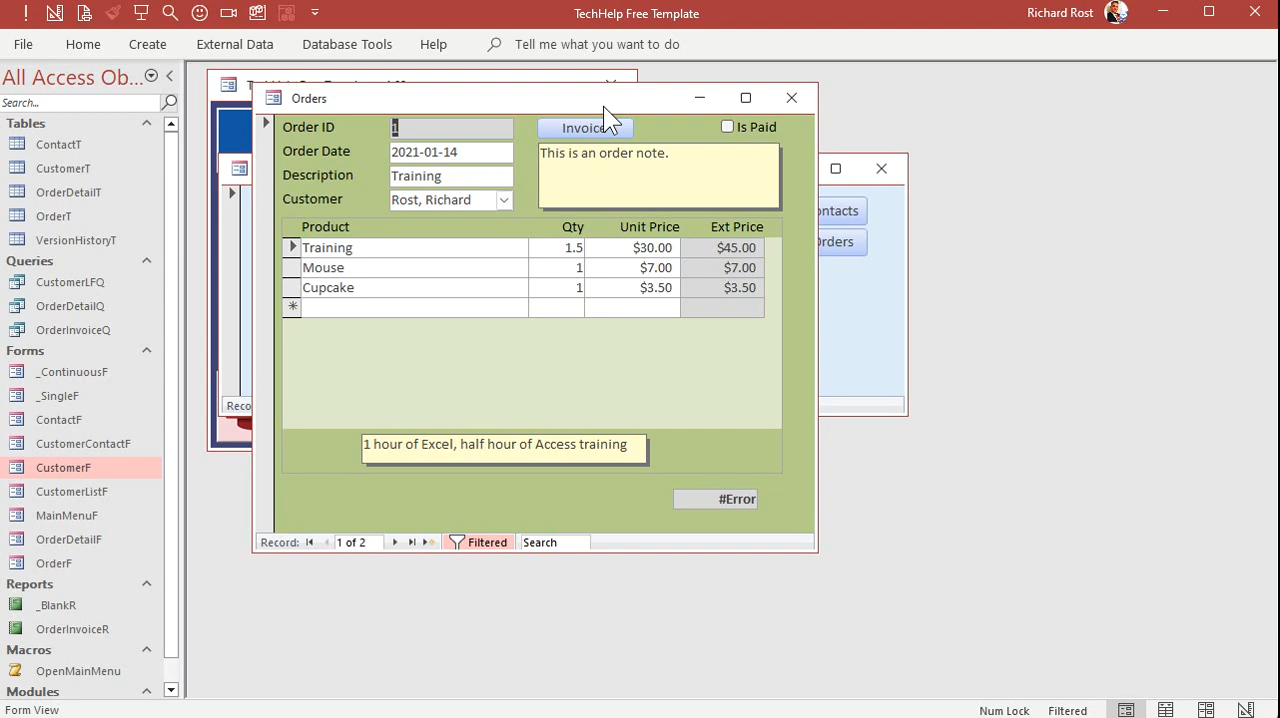 TechHelp Free Template
Richard Rost
File Home Create External Data Database Tools Help Tell me what you want to do
All Access Ob...
Search...
Tables
ContactT
CustomerT
OrderDetailT
OrderT
VersionHistoryT
Queries
CustomerLFQ
OrderDetailQ
OrderInvoiceQ
Forms
_ContinuousF
_SingleF
ContactF
CustomerContactF
CustomerF
CustomerListF
MainMenuF
OrderDetailF
OrderF
Reports
_BlankR
OrderInvoiceR
Macros
OpenMainMenu
Modules
Orders
Order ID 1
Invoice
Is Paid
Order Date 2021-01-14
This is an order note.
Description Training
Customer Rost, Richard
Product Qty Unit Price Ext Price
Training 1.5 $30.00 $45.00
Mouse 1 $7.00 $7.00
Cupcake 1 $3.50 $3.50
1 hour of Excel, half hour of Access training
#Error
Record: 1 of 2 Filtered Search
ontacts
Orders
Reco
Form View
Num Lock Filtered